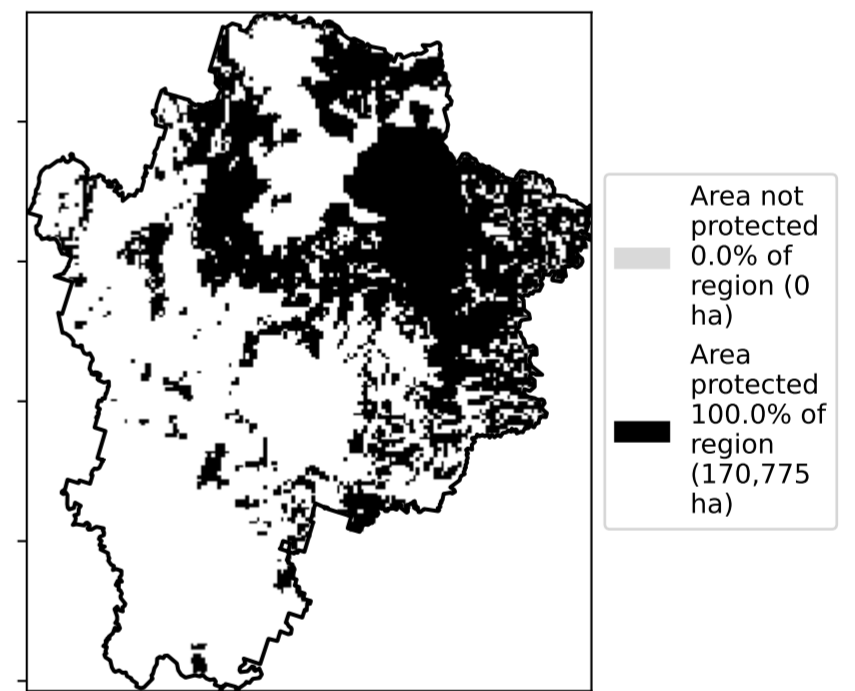 Area not
protected
0.0% of
region (0
ha)
Area
protected
100.0% of
region
(170,775
ha)